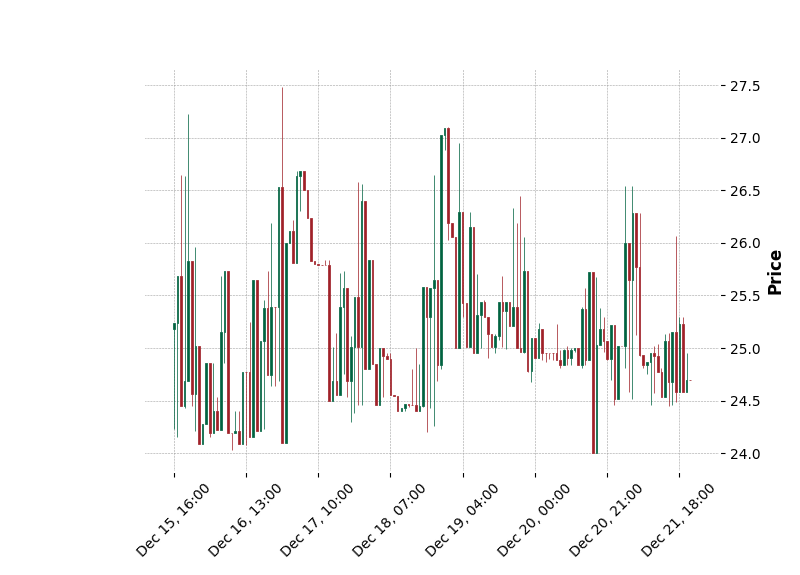 27.5
27.0
26.5
26.0
25.5
25.0
24.5
24.0
Price
Dec 15, 16:00
Dec 16, 13:00
Dec 17, 10:00
Dec 18, 07:00
Dec 19, 04:00
Dec 20, 00:00
Dec 20, 21:00
Dec 21, 18:00